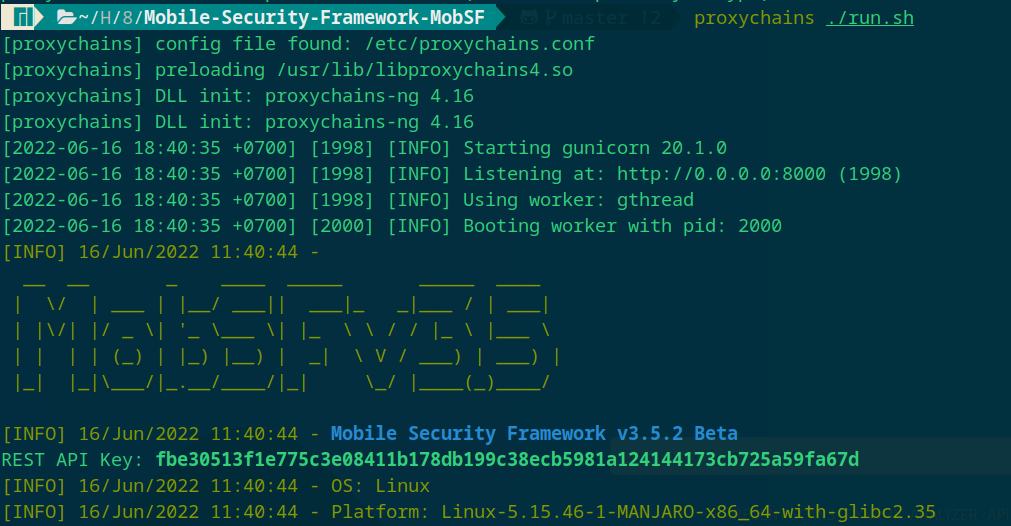 ~/H/8/Mobile-Security-Framework-MobSF master 12 proxychains ./run.sh
[proxychains] config file found: /etc/proxychains.conf
[proxychains] preloading /usr/lib/libproxychains4.so
[proxychains] DLL init: proxychains-ng 4.16
[proxychains] DLL init: proxychains-ng 4.16
[2022-06-16 18:40:35 +0700] [1998] [INFO] Starting gunicorn 20.1.0
[2022-06-16 18:40:35 +0700] [1998] [INFO] Listening at: http://0.0.0.0:8000 (1998)
[2022-06-16 18:40:35 +0700] [1998] [INFO] Using worker: gthread
[2022-06-16 18:40:35 +0700] [2000] [INFO] Booting worker with pid: 2000
[INFO] 16/Jun/2022 11:40:44 -
MobSF v3.5
[INFO] 16/Jun/2022 11:40:44 - Mobile Security Framework v3.5.2 Beta
REST API Key: fbe30513f1e775c3e08411b178db199c38ecb5981a124144173cb725a59fa67d
[INFO] 16/Jun/2022 11:40:44 - OS: Linux
[INFO] 16/Jun/2022 11:40:44 - Platform: Linux-5.15.46-1-MANJARO-x86_64-with-glibc2.35